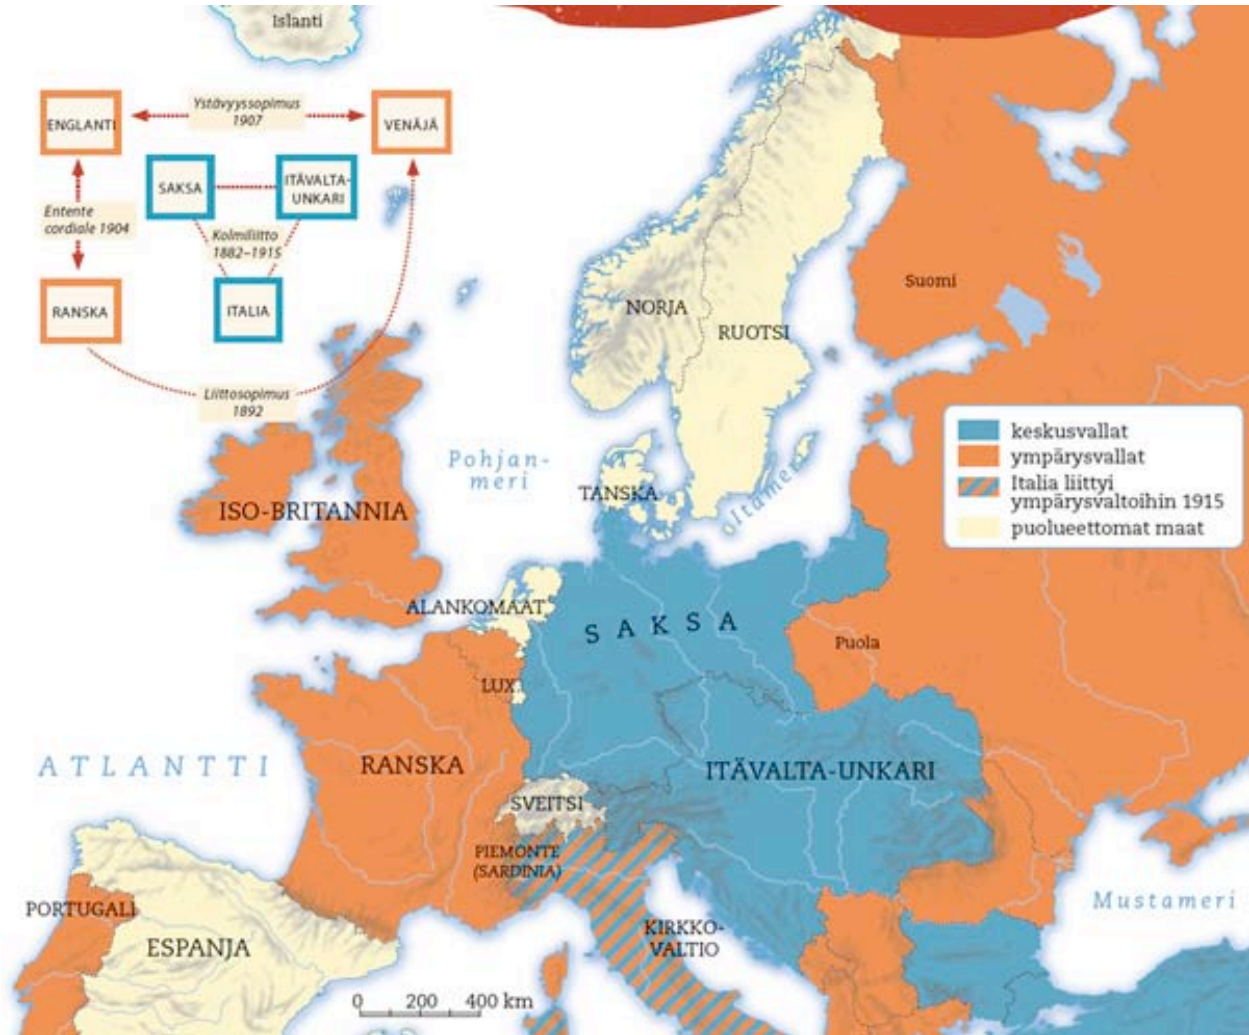 Islanti
ENGLANTI
Ystävyyssopimus
1907
VENÄJÄ
SAKSA
ITÄVALTA-
UNKARI
Entente
cordiale 1904
Kolmiliitto
1882–1915
RANSKA
ITALIA
Liittosopimus
1892
NORJA
RUOTSI
Suomi
keskusvallat
ympärysvallat
Italia liittyi
ympärysvaltoihin 1915
puolueettomat maat
Pohjan-
meri
TANSKA
ISO-BRITANNIA
ALANKOMAAT
SAKSA
Puola
LUX
ATLANTTI
RANSKA
ITÄVALTA-UNKARI
SVEITSI
PIEMONTE
(SARDINIA)
Mustameri
PORTUGALI
ESPANJA
KIRKKO-
VALTIO
0 200 400 km